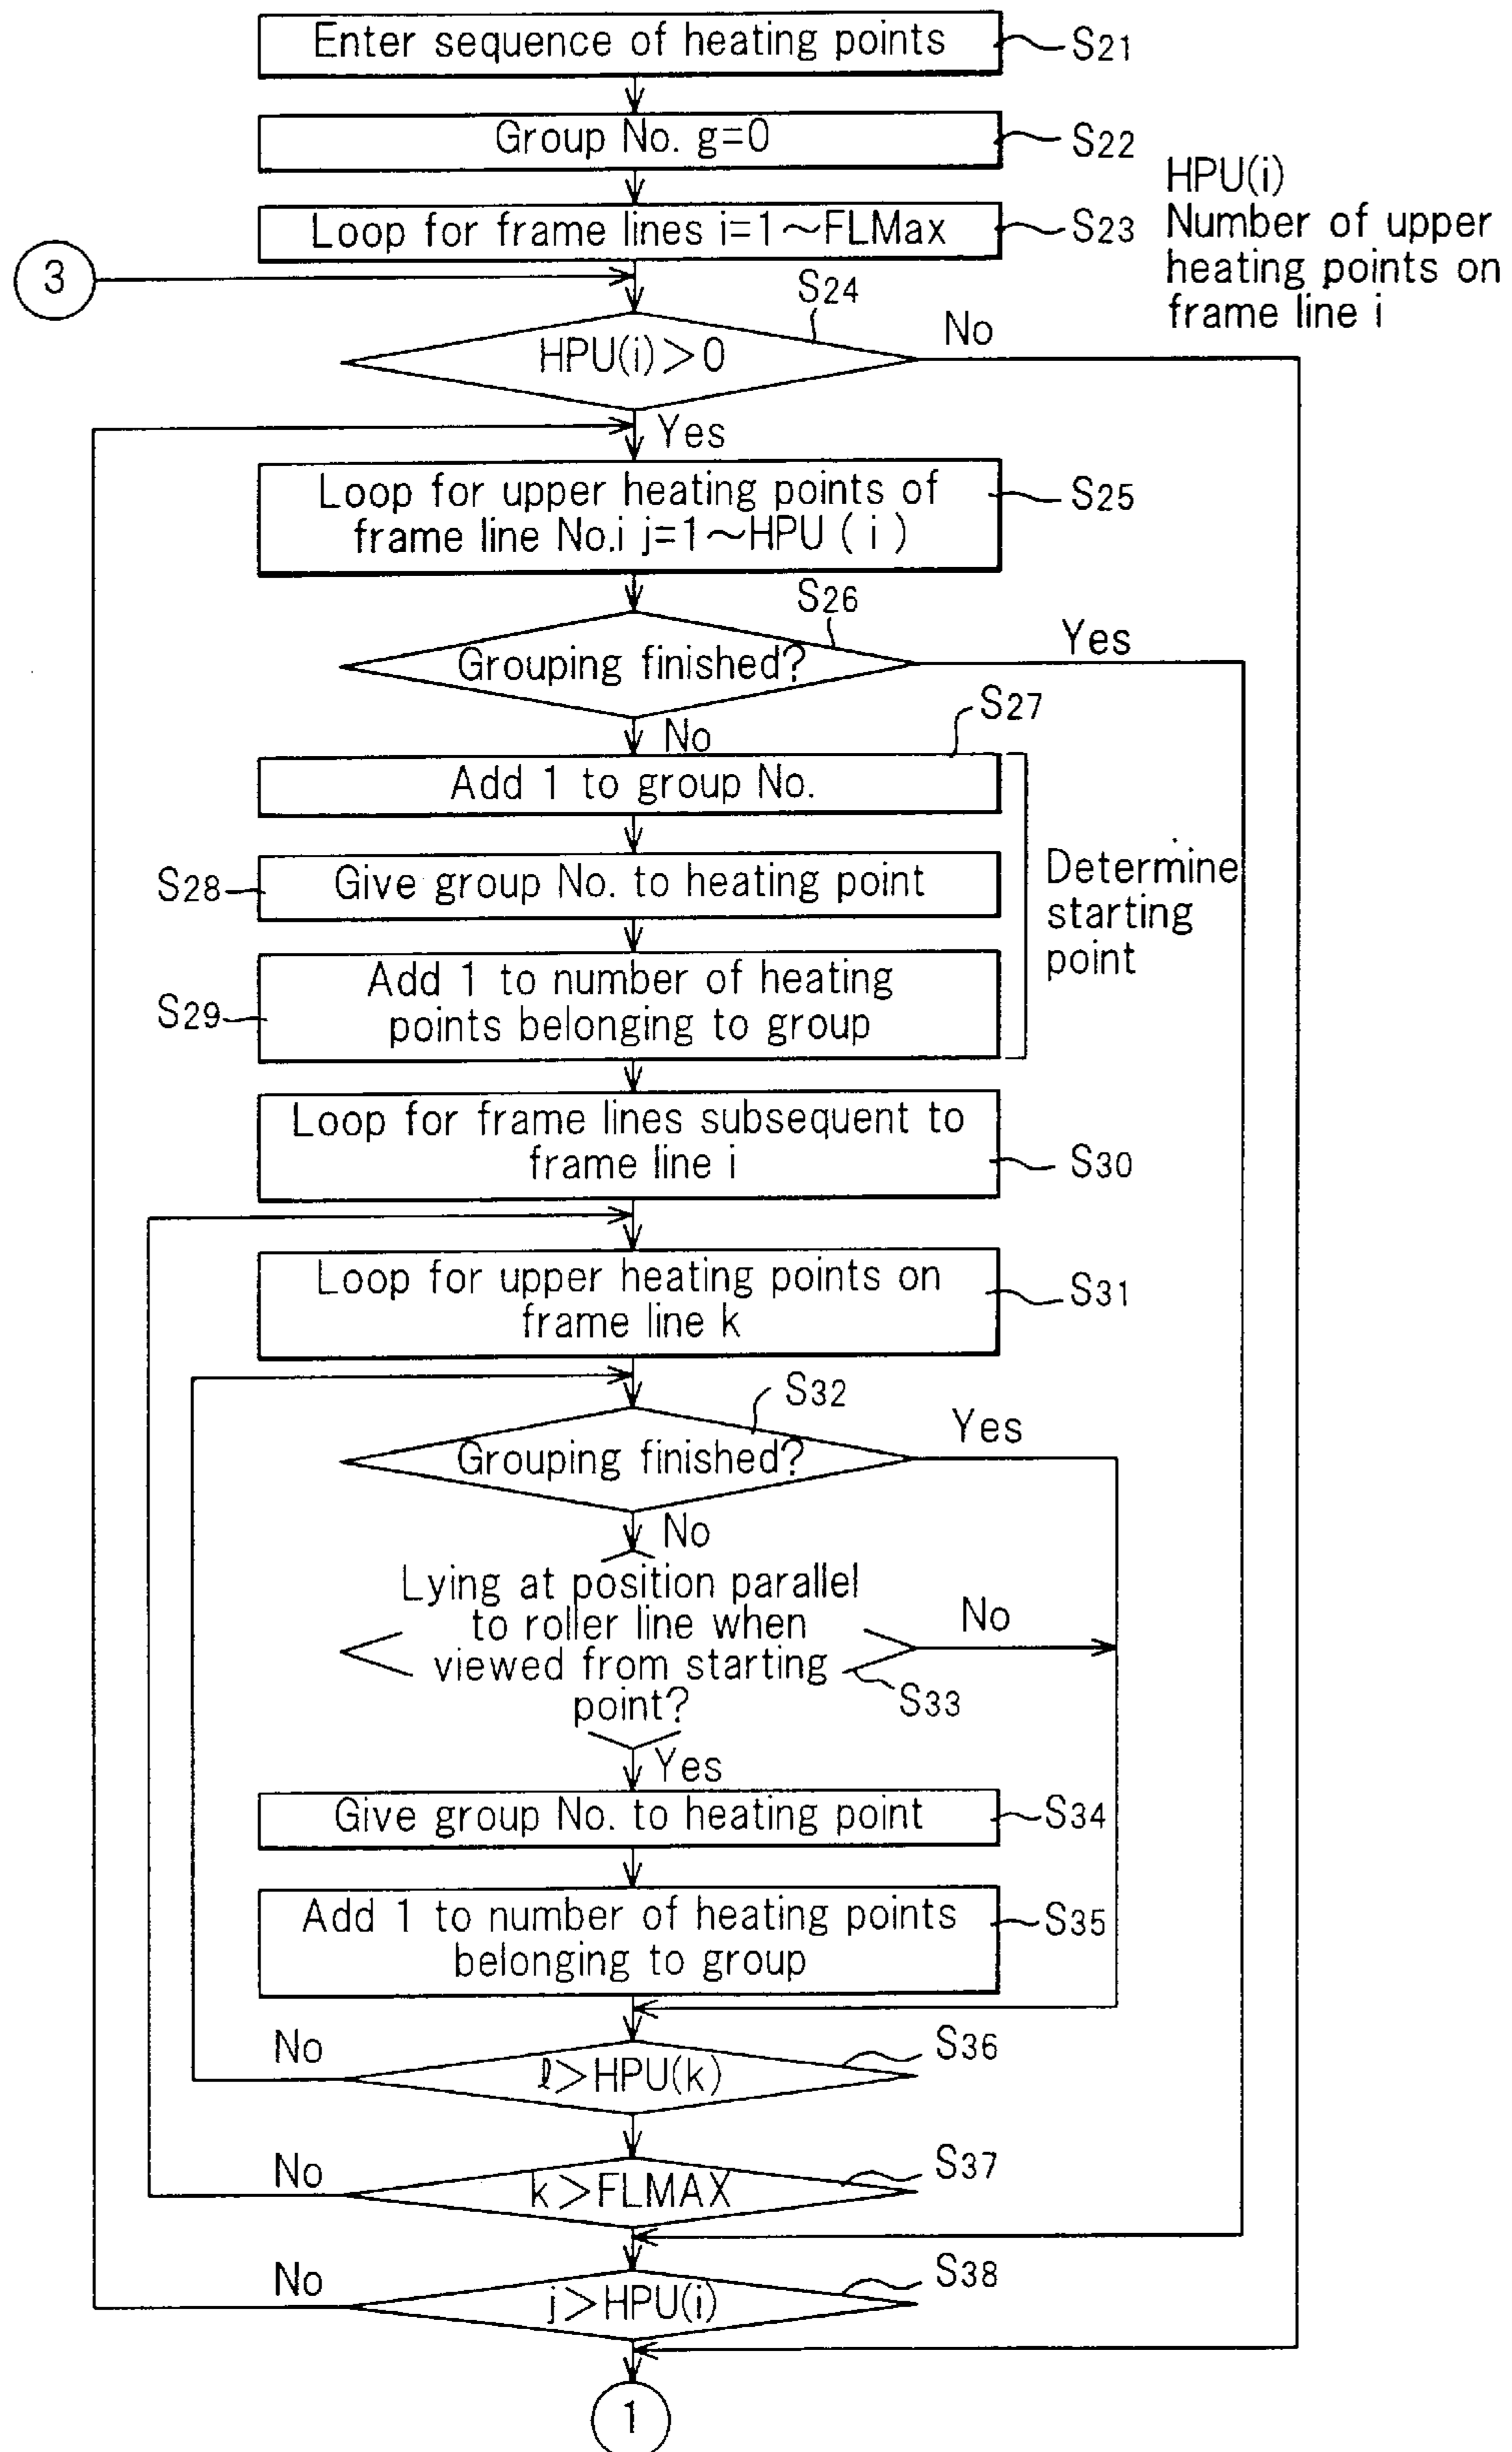 Enter sequence of heating points
S21
Group No. g=0
S22
HPU(i)
Number of upper
heating points on
frame line i
Loop for frame lines i=1~FLMax
S23
3
S24
HPU(i)>0
No
Yes
Loop for upper heating points of
frame line No.i j=1~HPU ( i )
S25
S26
Grouping finished?
Yes
No
S27
Add 1 to group No.
S28
Give group No. to heating point
Determine
starting
point
S29
Add 1 to number of heating
points belonging to group
Loop for frame lines subsequent to
frame line i
S30
Loop for upper heating points on
frame line k
S31
S32
Grouping finished?
Yes
No
Lying at position parallel
to roller line when
viewed from starting
point?
No
S33
Yes
Give group No. to heating point
S34
Add 1 to number of heating points
belonging to group
S35
No
ℓ>HPU(k)
S36
No
k>FLMAX
S37
No
j>HPU(i)
S38
1